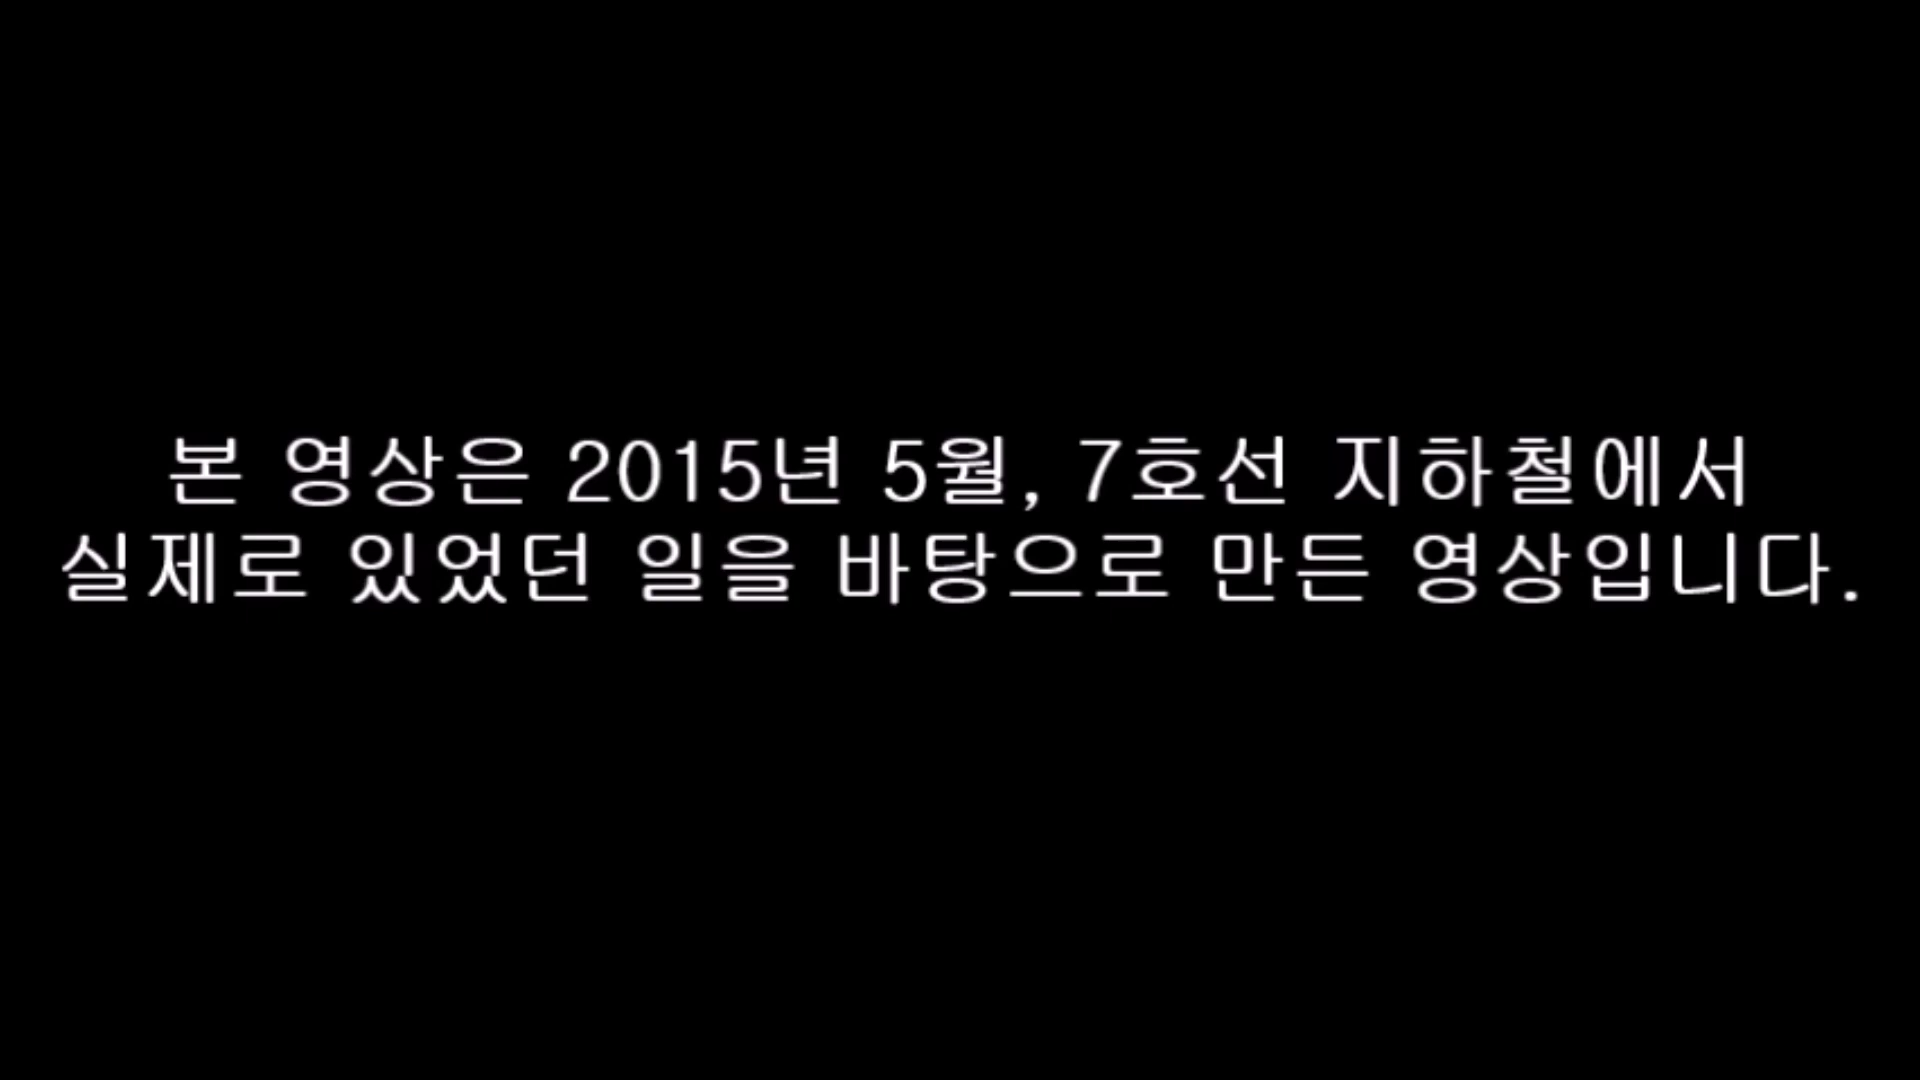 본 영상은 2015년 5월, 7호선 지하철에서
실제로 있었던 일을 바탕으로 만든 영상입니다.